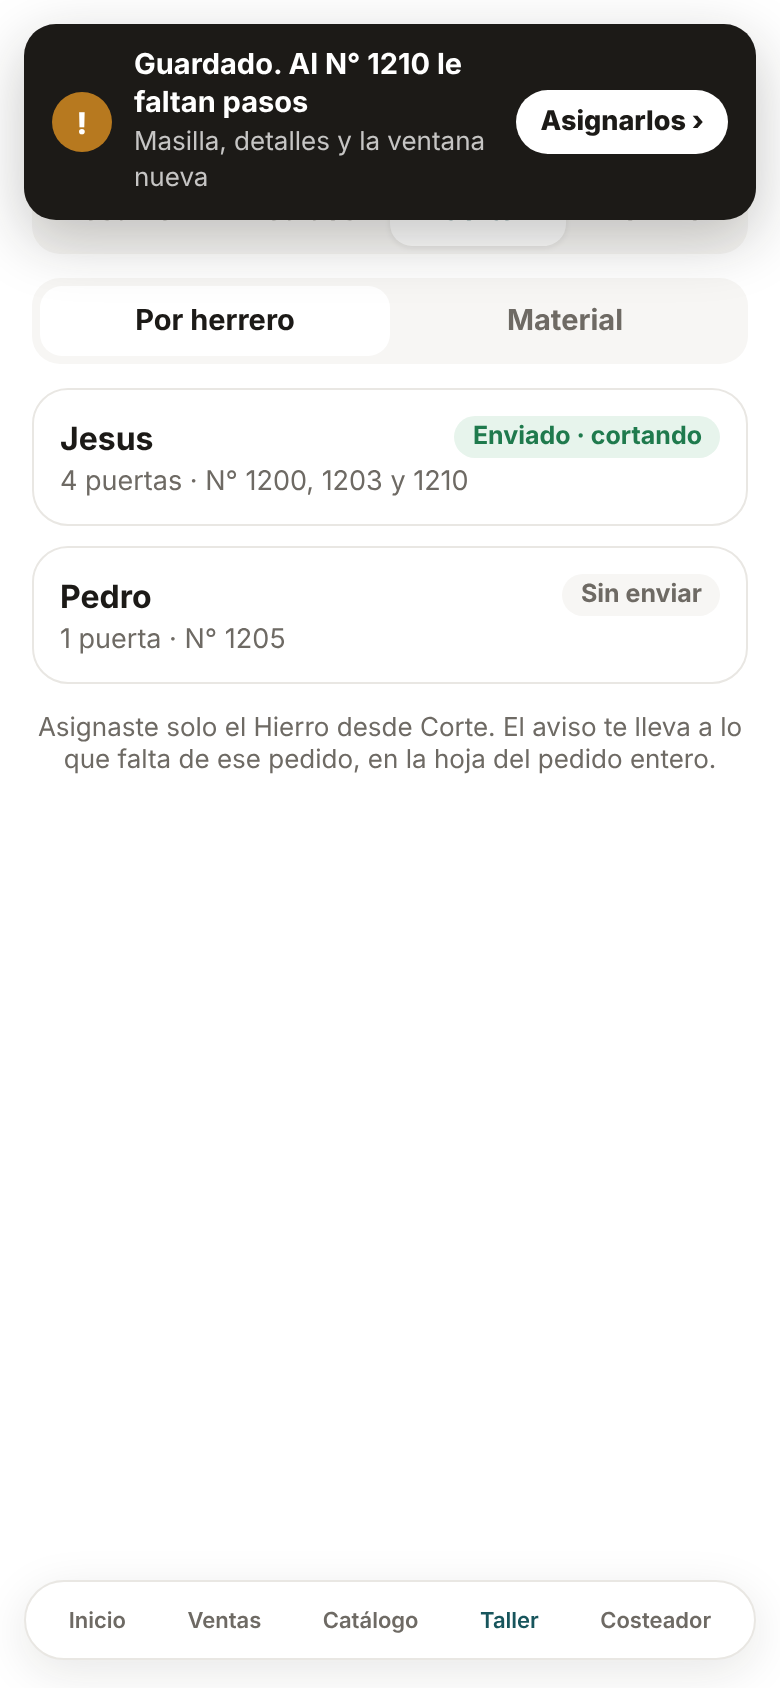 Guardado. Al N° 1210 le
faltan pasos
Masilla, detalles y la ventana
nueva
!
Asignarlos ›
Por herrero
Material
Jesus
Enviado · cortando
4 puertas · N° 1200, 1203 y 1210
Pedro
Sin enviar
1 puerta · N° 1205
Asignaste solo el Hierro desde Corte. El aviso te lleva a lo
que falta de ese pedido, en la hoja del pedido entero.
Inicio
Ventas
Catálogo
Taller
Costeador